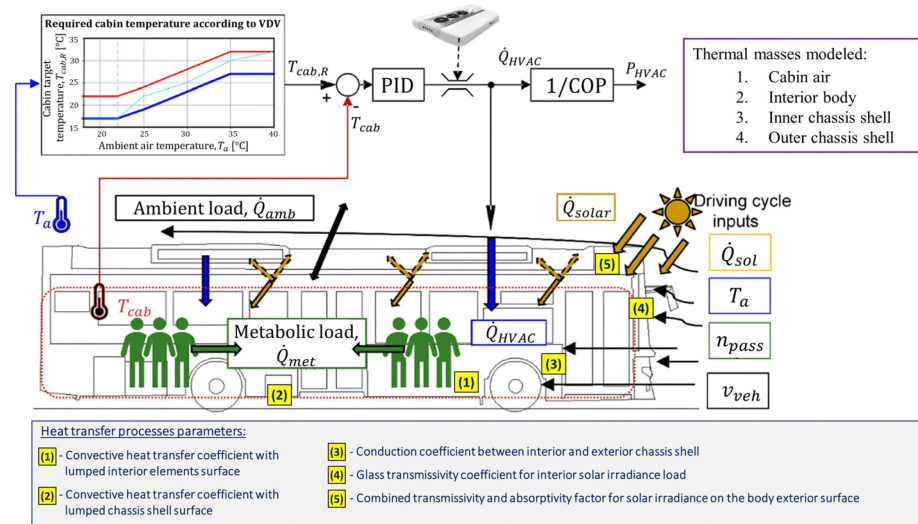 Required cabin temperature according to VDV
Cabin target
temperature, T_cab,R [°C]
35
30
25
20
15
20
25
30
35
40
Ambient air temperature, T_a [°C]
T_cab,R
+
-
T_cab
PID
Q̇_HVAC
1/COP
P_HVAC
Thermal masses modeled:
1. Cabin air
2. Interior body
3. Inner chassis shell
4. Outer chassis shell
T_a
Ambient load, Q̇_amb
Q̇_solar
Driving cycle
inputs
Q̇_sol
T_a
n_pass
v_veh
(5)
(4)
T_cab
Metabolic load,
Q̇_met
Q̇_HVAC
(3)
(1)
(2)
Heat transfer processes parameters:
(1) - Convective heat transfer coefficient with
lumped interior elements surface
(2) - Convective heat transfer coefficient with
lumped chassis shell surface
(3) - Conduction coefficient between interior and exterior chassis shell
(4) - Glass transmissivity coefficient for interior solar irradiance load
(5) - Combined transmissivity and absorptivity factor for solar irradiance on the body exterior surface